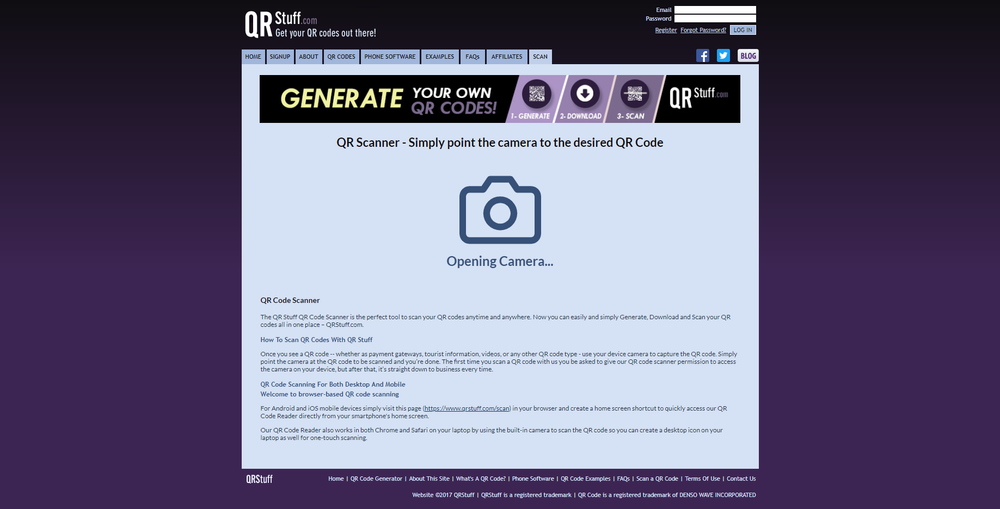 QR Stuff.com
Get your QR codes out there!
Email
Password
Register Forgot Password? LOG IN
HOME SIGNUP ABOUT QR CODES PHONE SOFTWARE EXAMPLES FAQs AFFILIATES SCAN
BLOG
GENERATE YOUR OWN QR CODES!
1- GENERATE 2- DOWNLOAD 3- SCAN
QR Stuff.com
QR Scanner - Simply point the camera to the desired QR Code
Opening Camera...
QR Code Scanner
The QR Stuff QR Code Scanner is the perfect tool to scan your QR codes anytime and anywhere. Now you can easily and simply Generate, Download and Scan your QR
codes all in one place – QRStuff.com.
How To Scan QR Codes With QR Stuff
Once you see a QR code -- whether as payment gateways, tourist information, videos, or any other QR code type - use your device camera to capture the QR code. Simply
point the camera at the QR code to be scanned and you're done. The first time you scan a QR code with us you be asked to give our QR code scanner permission to access
the camera on your device, but after that, it's straight down to business every time.
QR Code Scanning For Both Desktop And Mobile
Welcome to browser-based QR code scanning
For Android and iOS mobile devices simply visit this page (https://www.qrstuff.com/scan) in your browser and create a home screen shortcut to quickly access our QR
Code Reader directly from your smartphone's home screen.
Our QR Code Reader also works in both Chrome and Safari on your laptop by using the built-in camera to scan the QR code so you can create a desktop icon on your
laptop as well for one-touch scanning.
QRStuff
Home | QR Code Generator | About This Site | What's A QR Code? | Phone Software | QR Code Examples | FAQs | Scan a QR Code | Terms Of Use | Contact Us
Website ©2017 QRStuff | QRStuff is a registered trademark | QR Code is a registered trademark of DENSO WAVE INCORPORATED